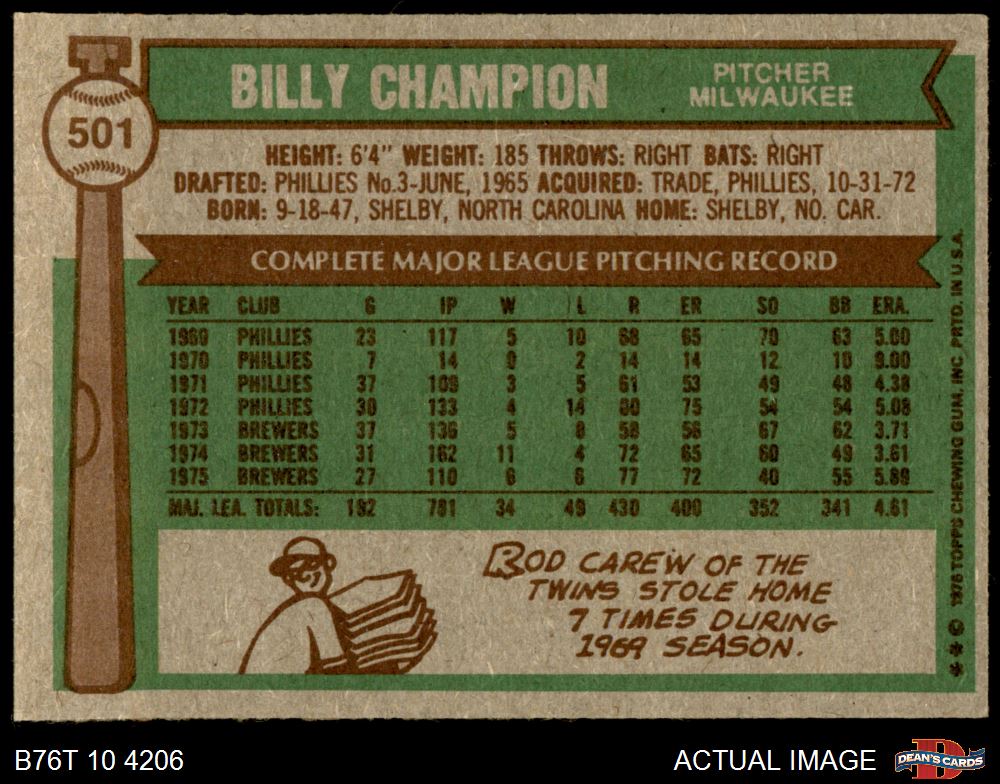 BILLY CHAMPION
PITCHER
MILWAUKEE
501
HEIGHT: 6'4" WEIGHT: 185 THROWS: RIGHT BATS: RIGHT
DRAFTED: PHILLIES No.3-JUNE, 1965 ACQUIRED: TRADE, PHILLIES, 10-31-72
BORN: 9-18-47, SHELBY, NORTH CAROLINA HOME: SHELBY, NO. CAR.
COMPLETE MAJOR LEAGUE PITCHING RECORD
YEAR CLUB G IP W L R ER SO BB ERA.
1969 PHILLIES 23 117 5 10 68 65 70 63 5.00
1970 PHILLIES 7 14 0 2 14 14 12 10 9.00
1971 PHILLIES 37 109 3 5 61 53 49 48 4.38
1972 PHILLIES 30 133 4 14 80 75 54 54 5.08
1973 BREWERS 37 136 5 8 58 56 67 62 3.71
1974 BREWERS 31 162 11 4 72 65 60 49 3.61
1975 BREWERS 27 110 6 6 77 72 40 55 5.89
MAJ. LEA. TOTALS: 192 781 34 49 430 400 352 341 4.61
ROD CAREW OF THE
TWINS STOLE HOME
7 TIMES DURING
1969 SEASON.
** © 1976 TOPPS CHEWING GUM, INC. PRTD. IN U.S.A.
B76T 10 4206
ACTUAL IMAGE
D
DEAN'S CARDS